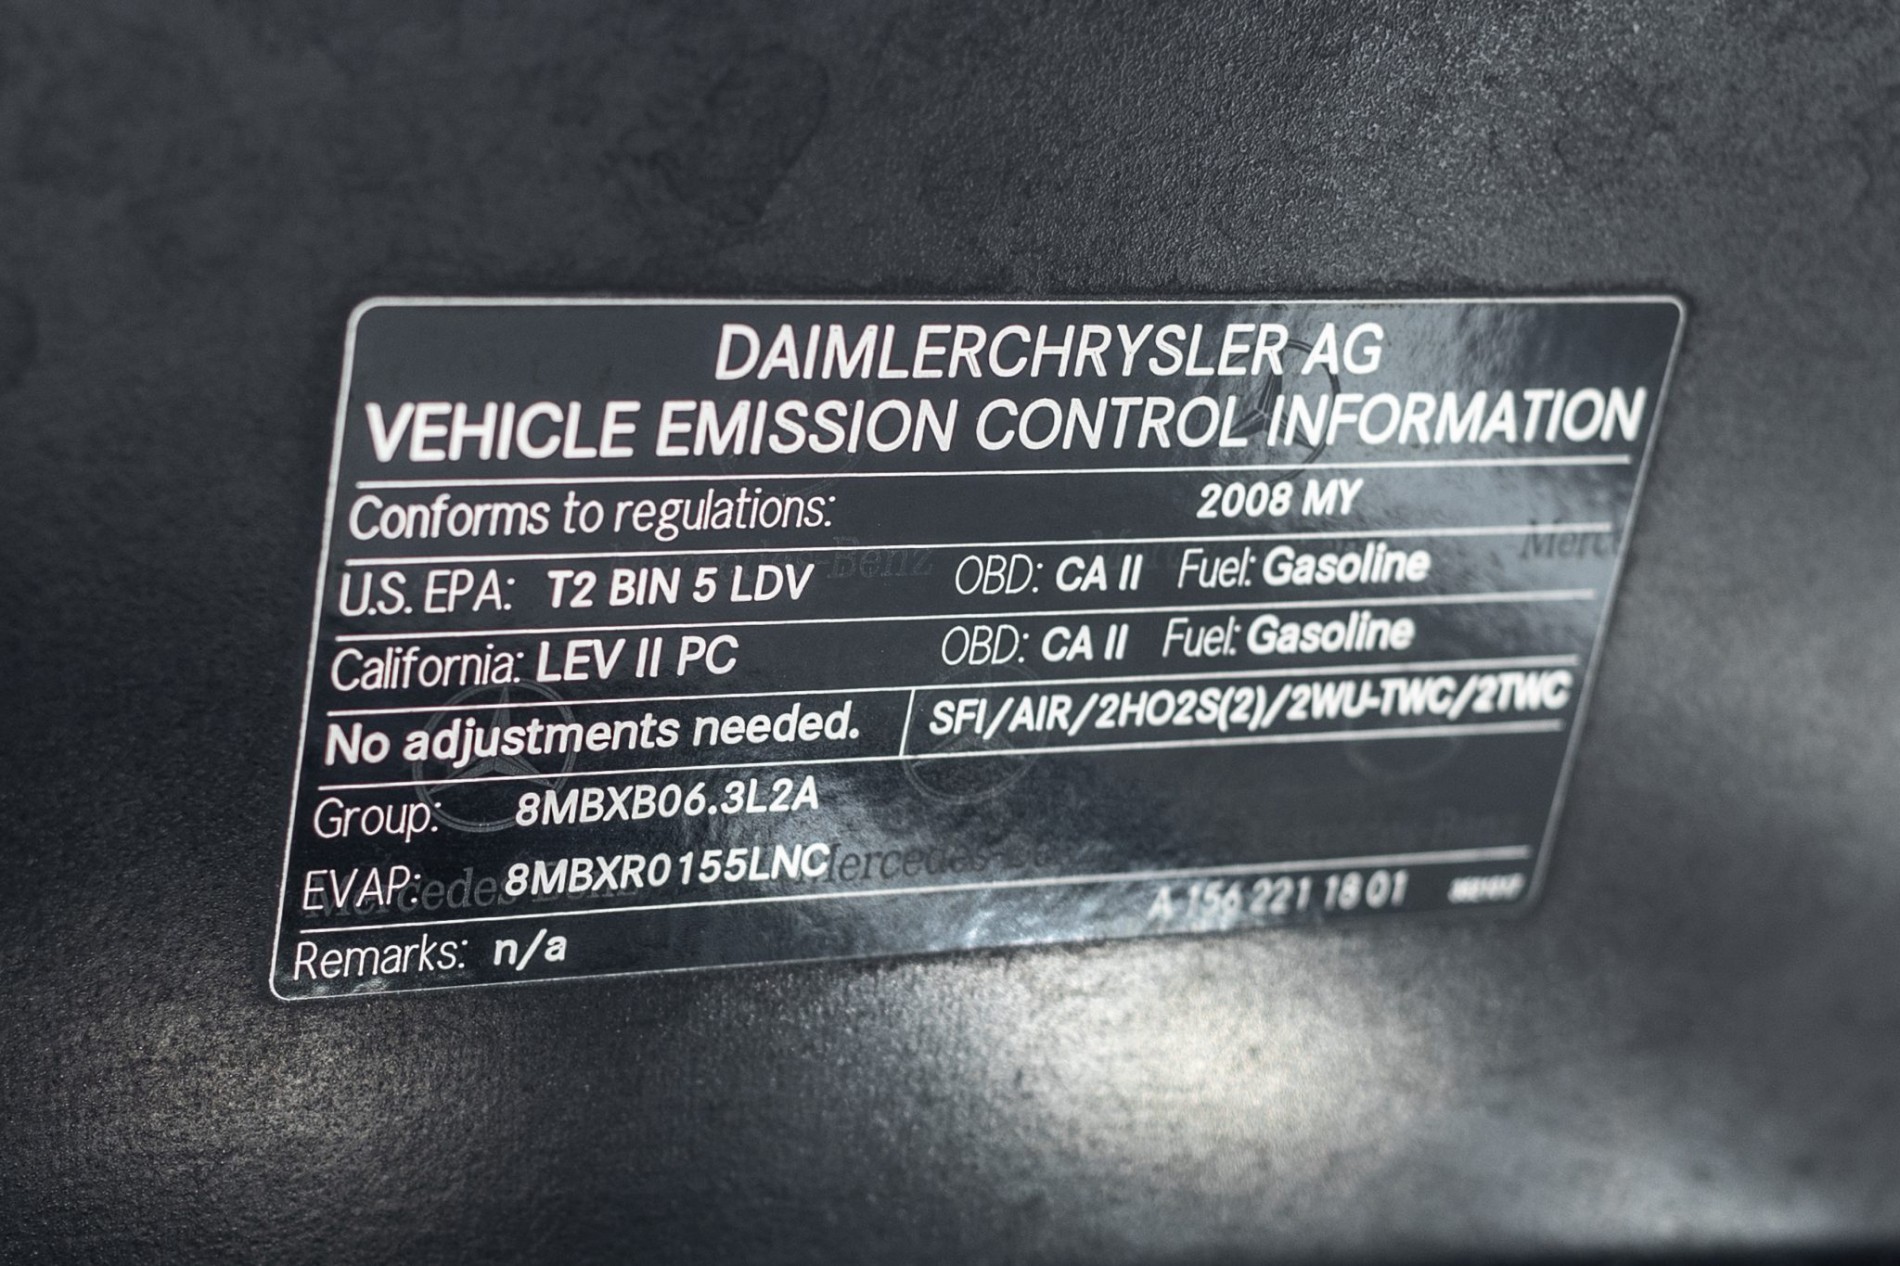 DAIMLERCHRYSLER AG
VEHICLE EMISSION CONTROL INFORMATION
Conforms to regulations: 2008 MY
U.S. EPA: T2 BIN 5 LDV OBD: CA II Fuel: Gasoline
California: LEV II PC OBD: CA II Fuel: Gasoline
No adjustments needed. SFI/AIR/2HO2S(2)/2WU-TWC/2TWC
Group: 8MBXB06.3L2A
EVAP: 8MBXR0155LNC
A 156 221 18 01
Remarks: n/a
Mercedes-Benz